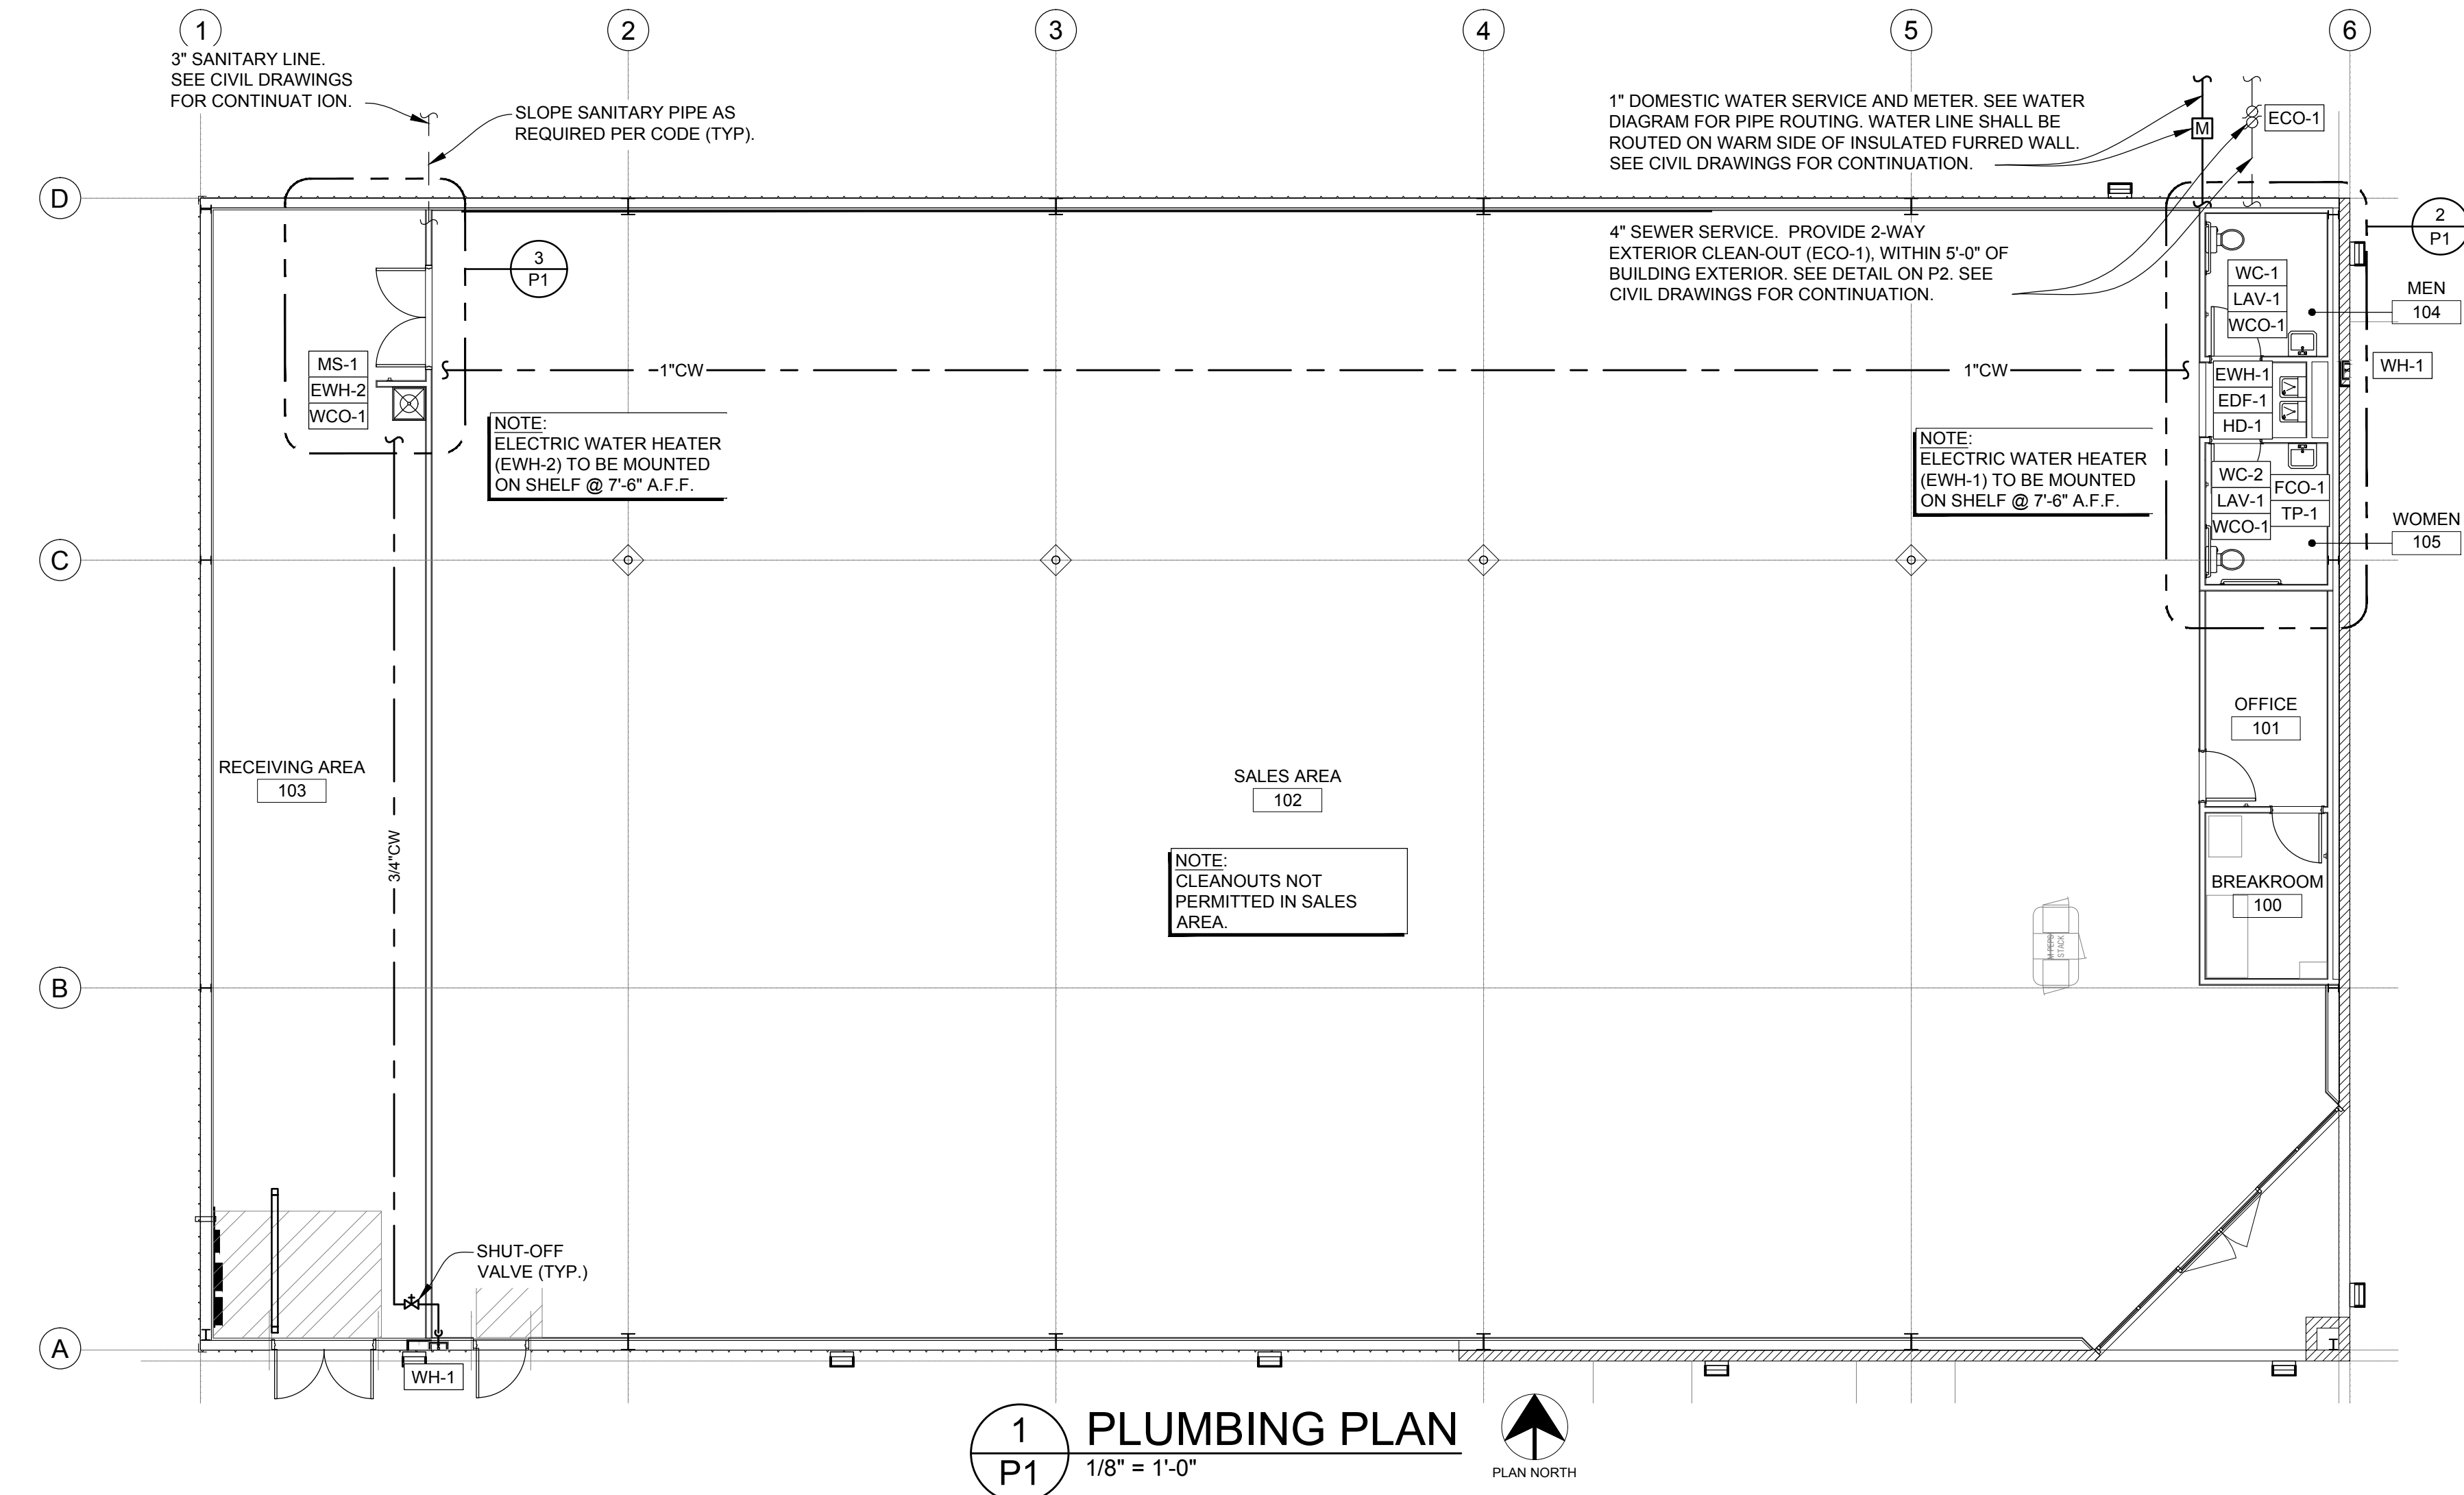 1
2
3
4
5
6
3" SANITARY LINE.
SEE CIVIL DRAWINGS
FOR CONTINUAT ION.
SLOPE SANITARY PIPE AS
REQUIRED PER CODE (TYP).
1" DOMESTIC WATER SERVICE AND METER. SEE WATER
DIAGRAM FOR PIPE ROUTING. WATER LINE SHALL BE
ROUTED ON WARM SIDE OF INSULATED FURRED WALL.
SEE CIVIL DRAWINGS FOR CONTINUATION.
M
ECO-1
D
3
P1
4" SEWER SERVICE. PROVIDE 2-WAY
EXTERIOR CLEAN-OUT (ECO-1), WITHIN 5'-0" OF
BUILDING EXTERIOR. SEE DETAIL ON P2. SEE
CIVIL DRAWINGS FOR CONTINUATION.
2
P1
WC-1
LAV-1
WCO-1
MEN
104
MS-1
EWH-2
WCO-1
1"CW
1"CW
EWH-1
EDF-1
HD-1
WH-1
NOTE:
ELECTRIC WATER HEATER
(EWH-2) TO BE MOUNTED
ON SHELF @ 7'-6" A.F.F.
NOTE:
ELECTRIC WATER HEATER
(EWH-1) TO BE MOUNTED
ON SHELF @ 7'-6" A.F.F.
WC-2
LAV-1
WCO-1
FCO-1
TP-1
WOMEN
105
C
OFFICE
101
RECEIVING AREA
103
SALES AREA
102
3/4"CW
NOTE:
CLEANOUTS NOT
PERMITTED IN SALES
AREA.
BREAKROOM
100
STACK
B
SHUT-OFF
VALVE (TYP.)
A
WH-1
1
P1
PLUMBING PLAN
1/8" = 1'-0"
PLAN NORTH